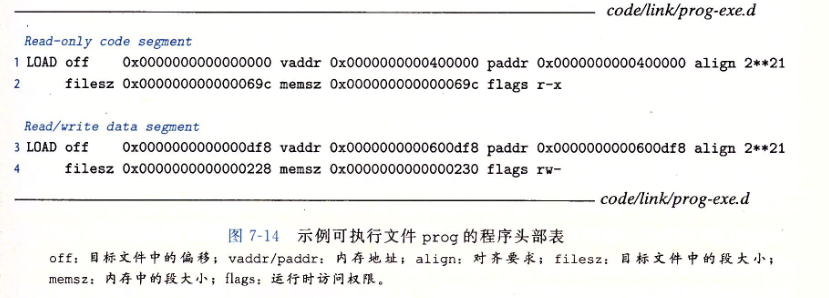 code/link/prog-exe.d
Read-only code segment
1 LOAD off 0x0000000000000000 vaddr 0x0000000000400000 paddr 0x0000000000400000 align 2**21
2 filesz 0x000000000000069c memsz 0x000000000000069c flags r-x
Read/write data segment
3 LOAD off 0x0000000000000df8 vaddr 0x0000000000600df8 paddr 0x0000000000600df8 align 2**21
4 filesz 0x0000000000000228 memsz 0x0000000000000230 flags rw-
code/link/prog-exe.d
图 7-14 示例可执行文件 prog 的程序头部表
off：目标文件中的偏移；vaddr/paddr：内存地址；align：对齐要求；filesz：目标文件中的段大小；
memsz：内存中的段大小；flags：运行时访问权限。